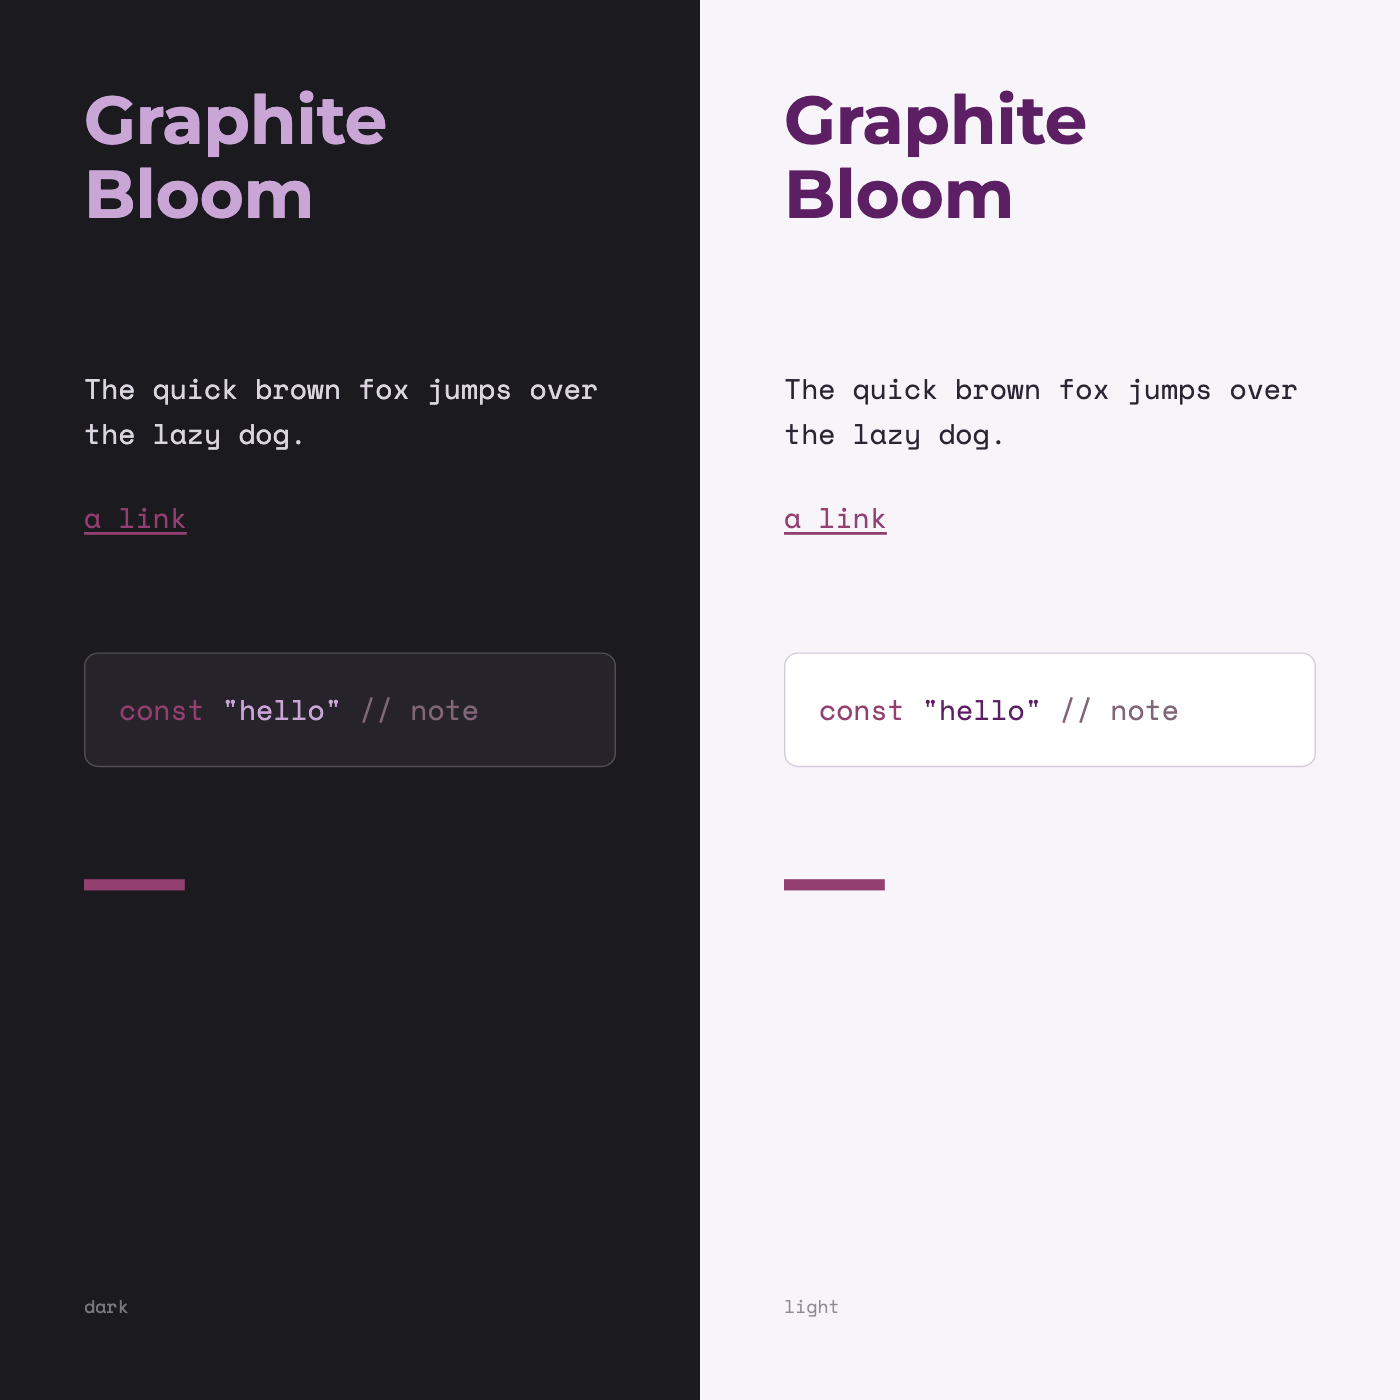 Graphite
Bloom
The quick brown fox jumps over
the lazy dog.
a link
const "hello" // note
dark
Graphite
Bloom
The quick brown fox jumps over
the lazy dog.
a link
const "hello" // note
light